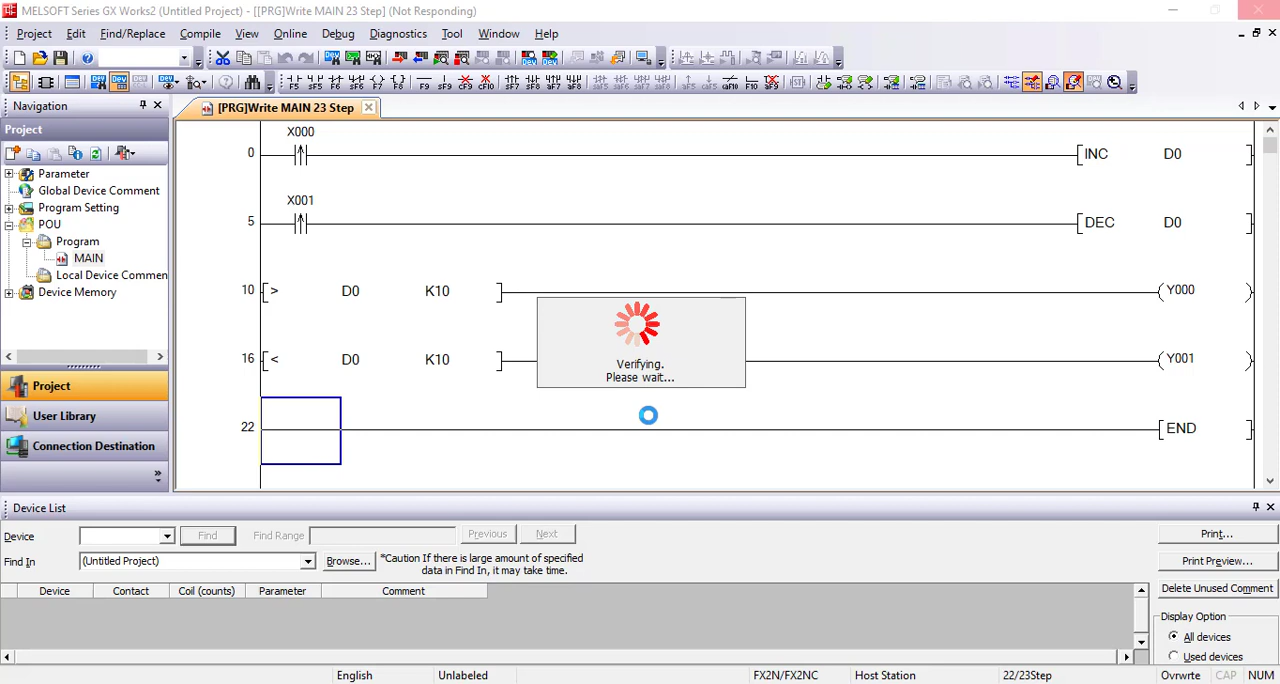 MELSOFT Series GX Works2 (Untitled Project) - [[PRG]Write MAIN 23 Step] (Not Responding)
Project Edit Find/Replace Compile View Online Debug Diagnostics Tool Window Help
Navigation
[PRG]Write MAIN 23 Step
Project
Parameter
Global Device Comment
Program Setting
POU
Program
MAIN
Local Device Commen
Device Memory
Project
User Library
Connection Destination
X000
0 INC D0
X001
5 DEC D0
10 > D0 K10 Y000
16 < D0 K10 Y001
22 END
Verifying.
Please wait...
Device List
Device Find Find Range Previous Next Print...
Find In (Untitled Project) Browse... *Caution If there is large amount of specified
data in Find In, it may take time.
Print Preview...
Device Contact Coil (counts) Parameter Comment
Delete Unused Comment
Display Option
All devices
Used devices
English Unlabeled FX2N/FX2NC Host Station 22/23Step Ovrwrte CAP NUM